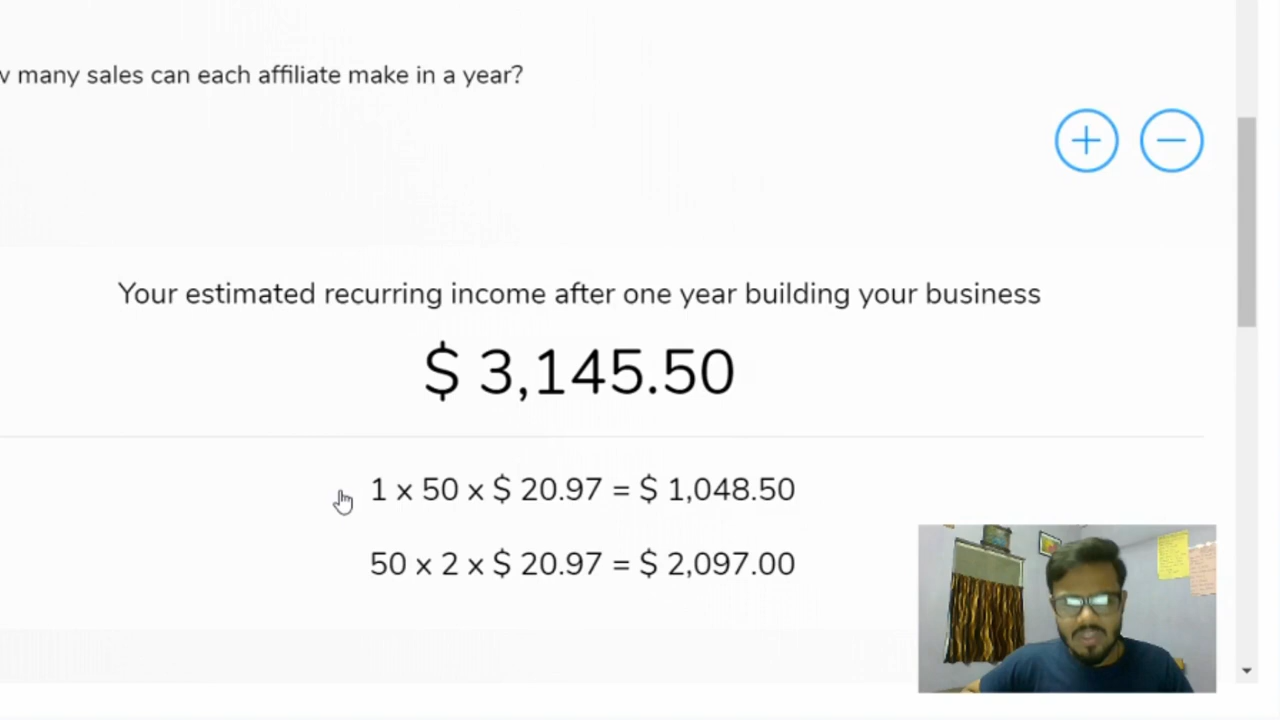 many sales can each affiliate make in a year?
Your estimated recurring income after one year building your business
$ 3,145.50
1 x 50 x $ 20.97 = $ 1,048.50
50 x 2 x $ 20.97 = $ 2,097.00